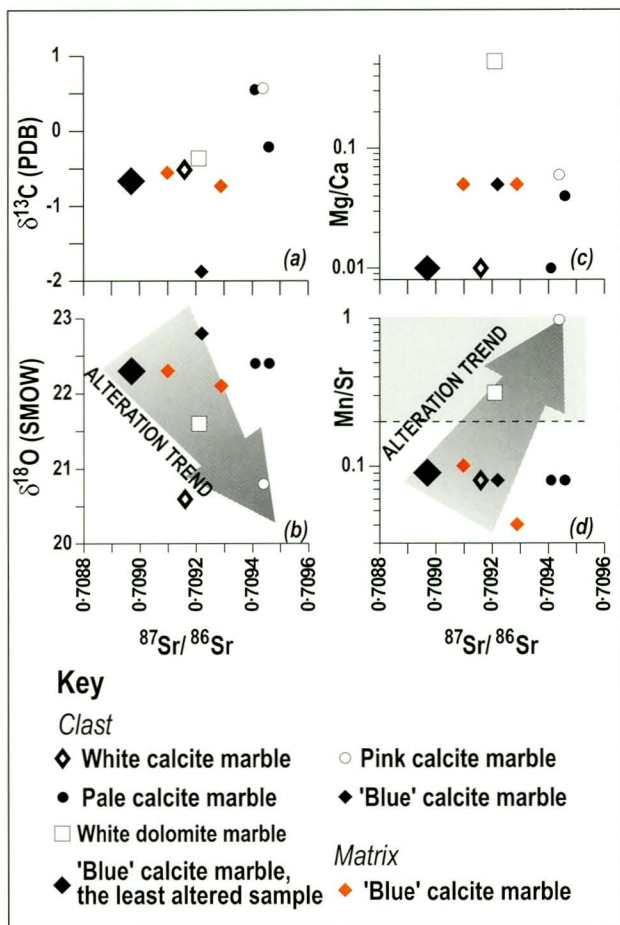 1
0
-1
-2
δ¹³C (PDB)
(a)
0.1
0.01
Mg/Ca
(c)
23
22
21
20
δ¹⁸O (SMOW)
ALTERATION TREND
(b)
1
0.1
Mn/Sr
ALTERATION TREND
(d)
0·7088
0·7090
0·7092
0·7094
0·7096
0·7088
0·7090
0·7092
0·7094
0·7096
⁸⁷Sr/ ⁸⁶Sr
⁸⁷Sr/ ⁸⁶Sr
Key
Clast
White calcite marble
Pink calcite marble
Pale calcite marble
'Blue' calcite marble
White dolomite marble
'Blue' calcite marble,
the least altered sample
Matrix
'Blue' calcite marble